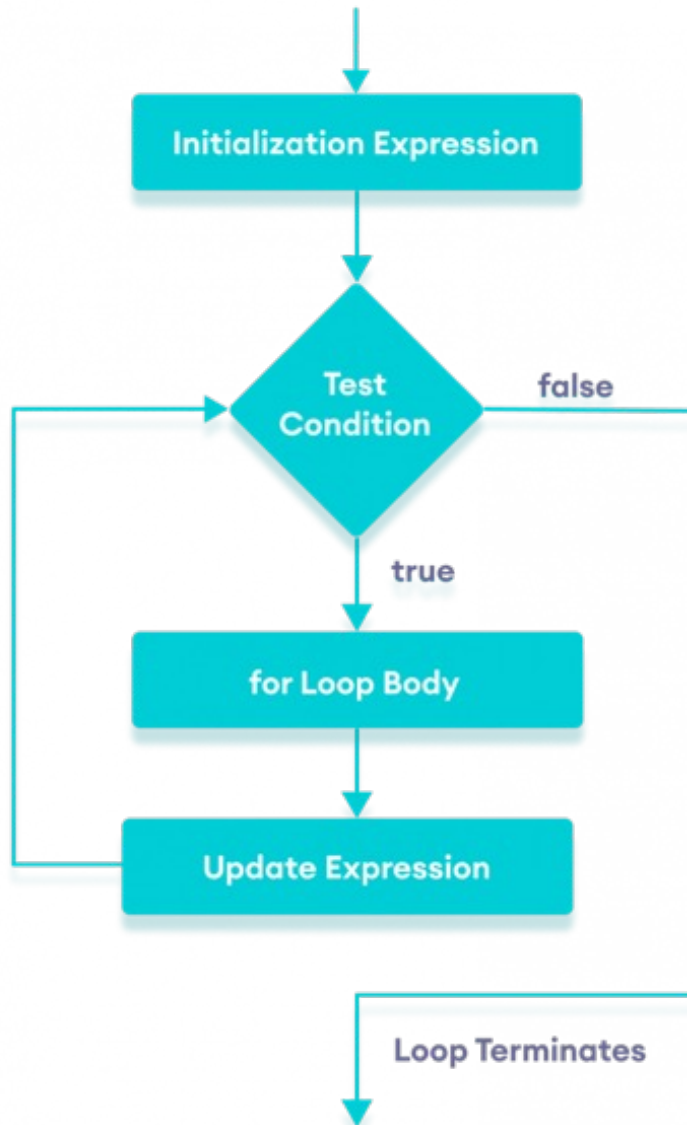 Initialization Expression
Test
Condition
false
true
for Loop Body
Update Expression
Loop Terminates